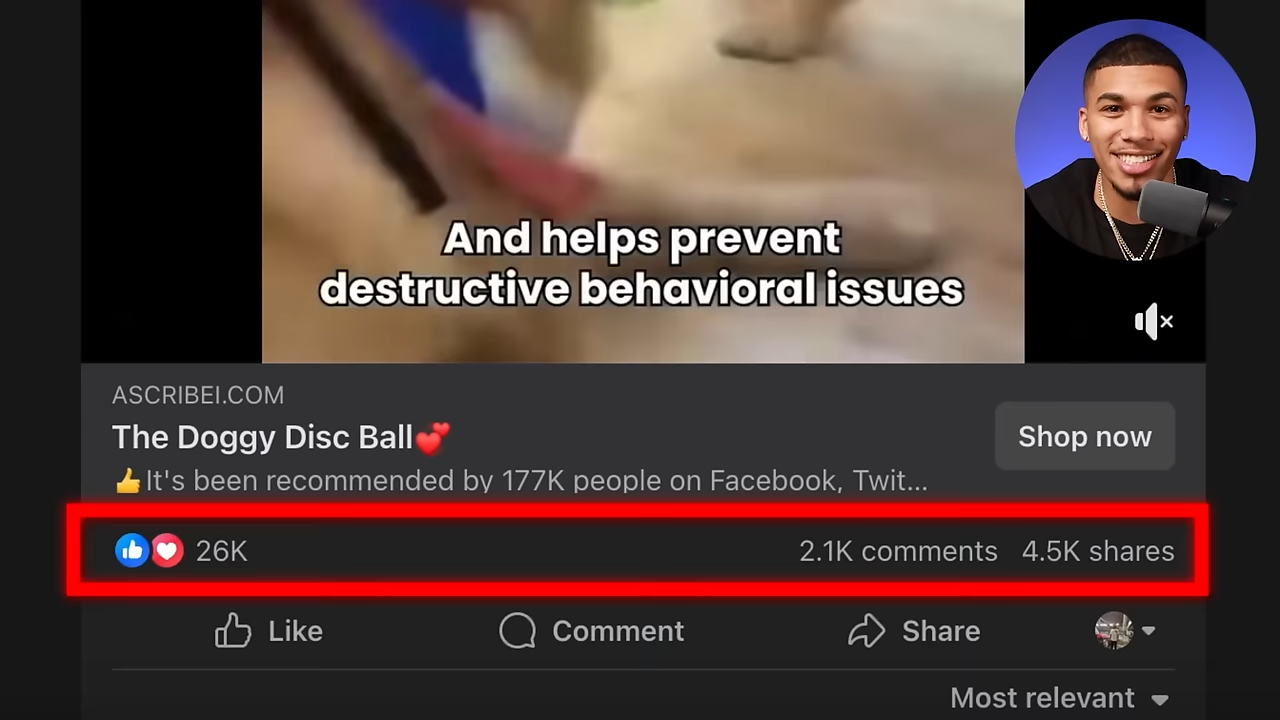 And helps prevent
destructive behavioral issues
ASCRIBEI.COM
The Doggy Disc Ball💕
Shop now
👍It's been recommended by 177K people on Facebook, Twit...
26K 2.1K comments 4.5K shares
Like Comment Share
Most relevant